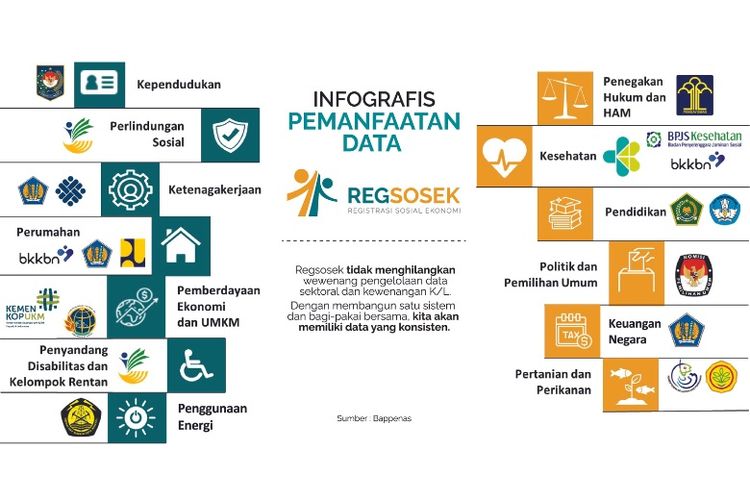 Kependudukan
Perlindungan
Sosial
Ketenagakerjaan
Perumahan
bkkbn
Pemberdayaan
Ekonomi
dan UMKM
KEMEN
KOPUKM
Penyandang
Disabilitas dan
Kelompok Rentan
Penggunaan
Energi
INFOGRAFIS
PEMANFAATAN
DATA
REGSOSEK
REGISTRASI SOSIAL EKONOMI
Regsosek tidak menghilangkan
wewenang pengelolaan data
sektoral dan kewenangan K/L.
Dengan membangun satu sistem
dan bagi-pakai bersama, kita akan
memiliki data yang konsisten.
Sumber : Bappenas
Penegakan
Hukum dan
HAM
Kesehatan
BPJS Kesehatan
Badan Penyelenggara Jaminan Sosial
bkkbn
Pendidikan
Politik dan
Pemilihan Umum
KOMISI
PEMILIHAN UMUM
TAX
Keuangan
Negara
Pertanian dan
Perikanan